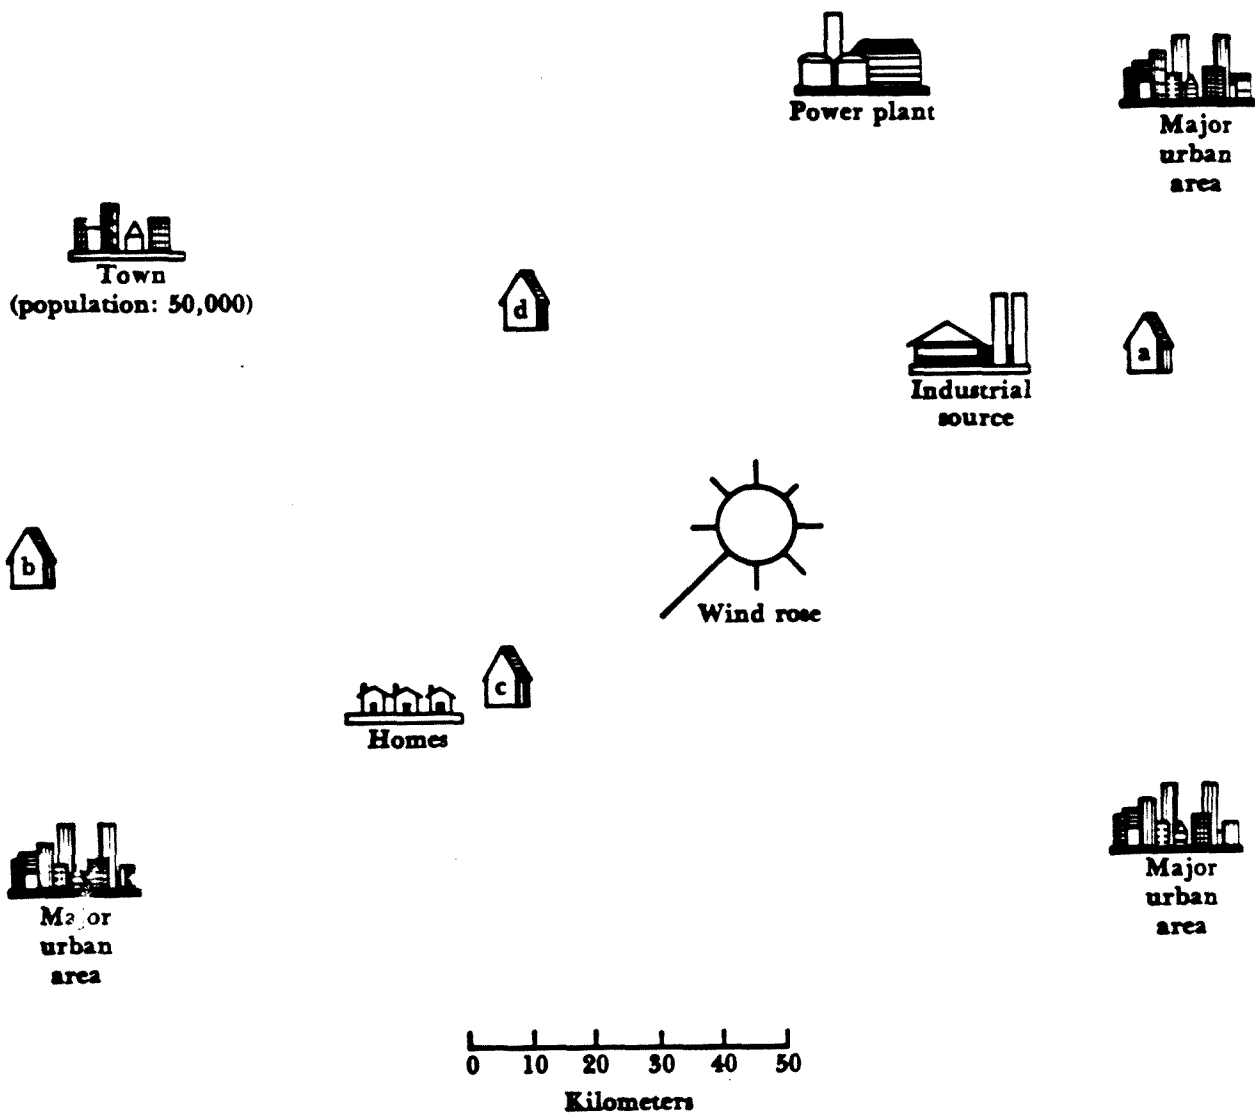 Power plant
Major
urban
area
Town
(population: 50,000)
d
a
Industrial
source
b
Wind rose
c
Homes
Major
urban
area
Major
urban
area
0 10 20 30 40 50
Kilometers